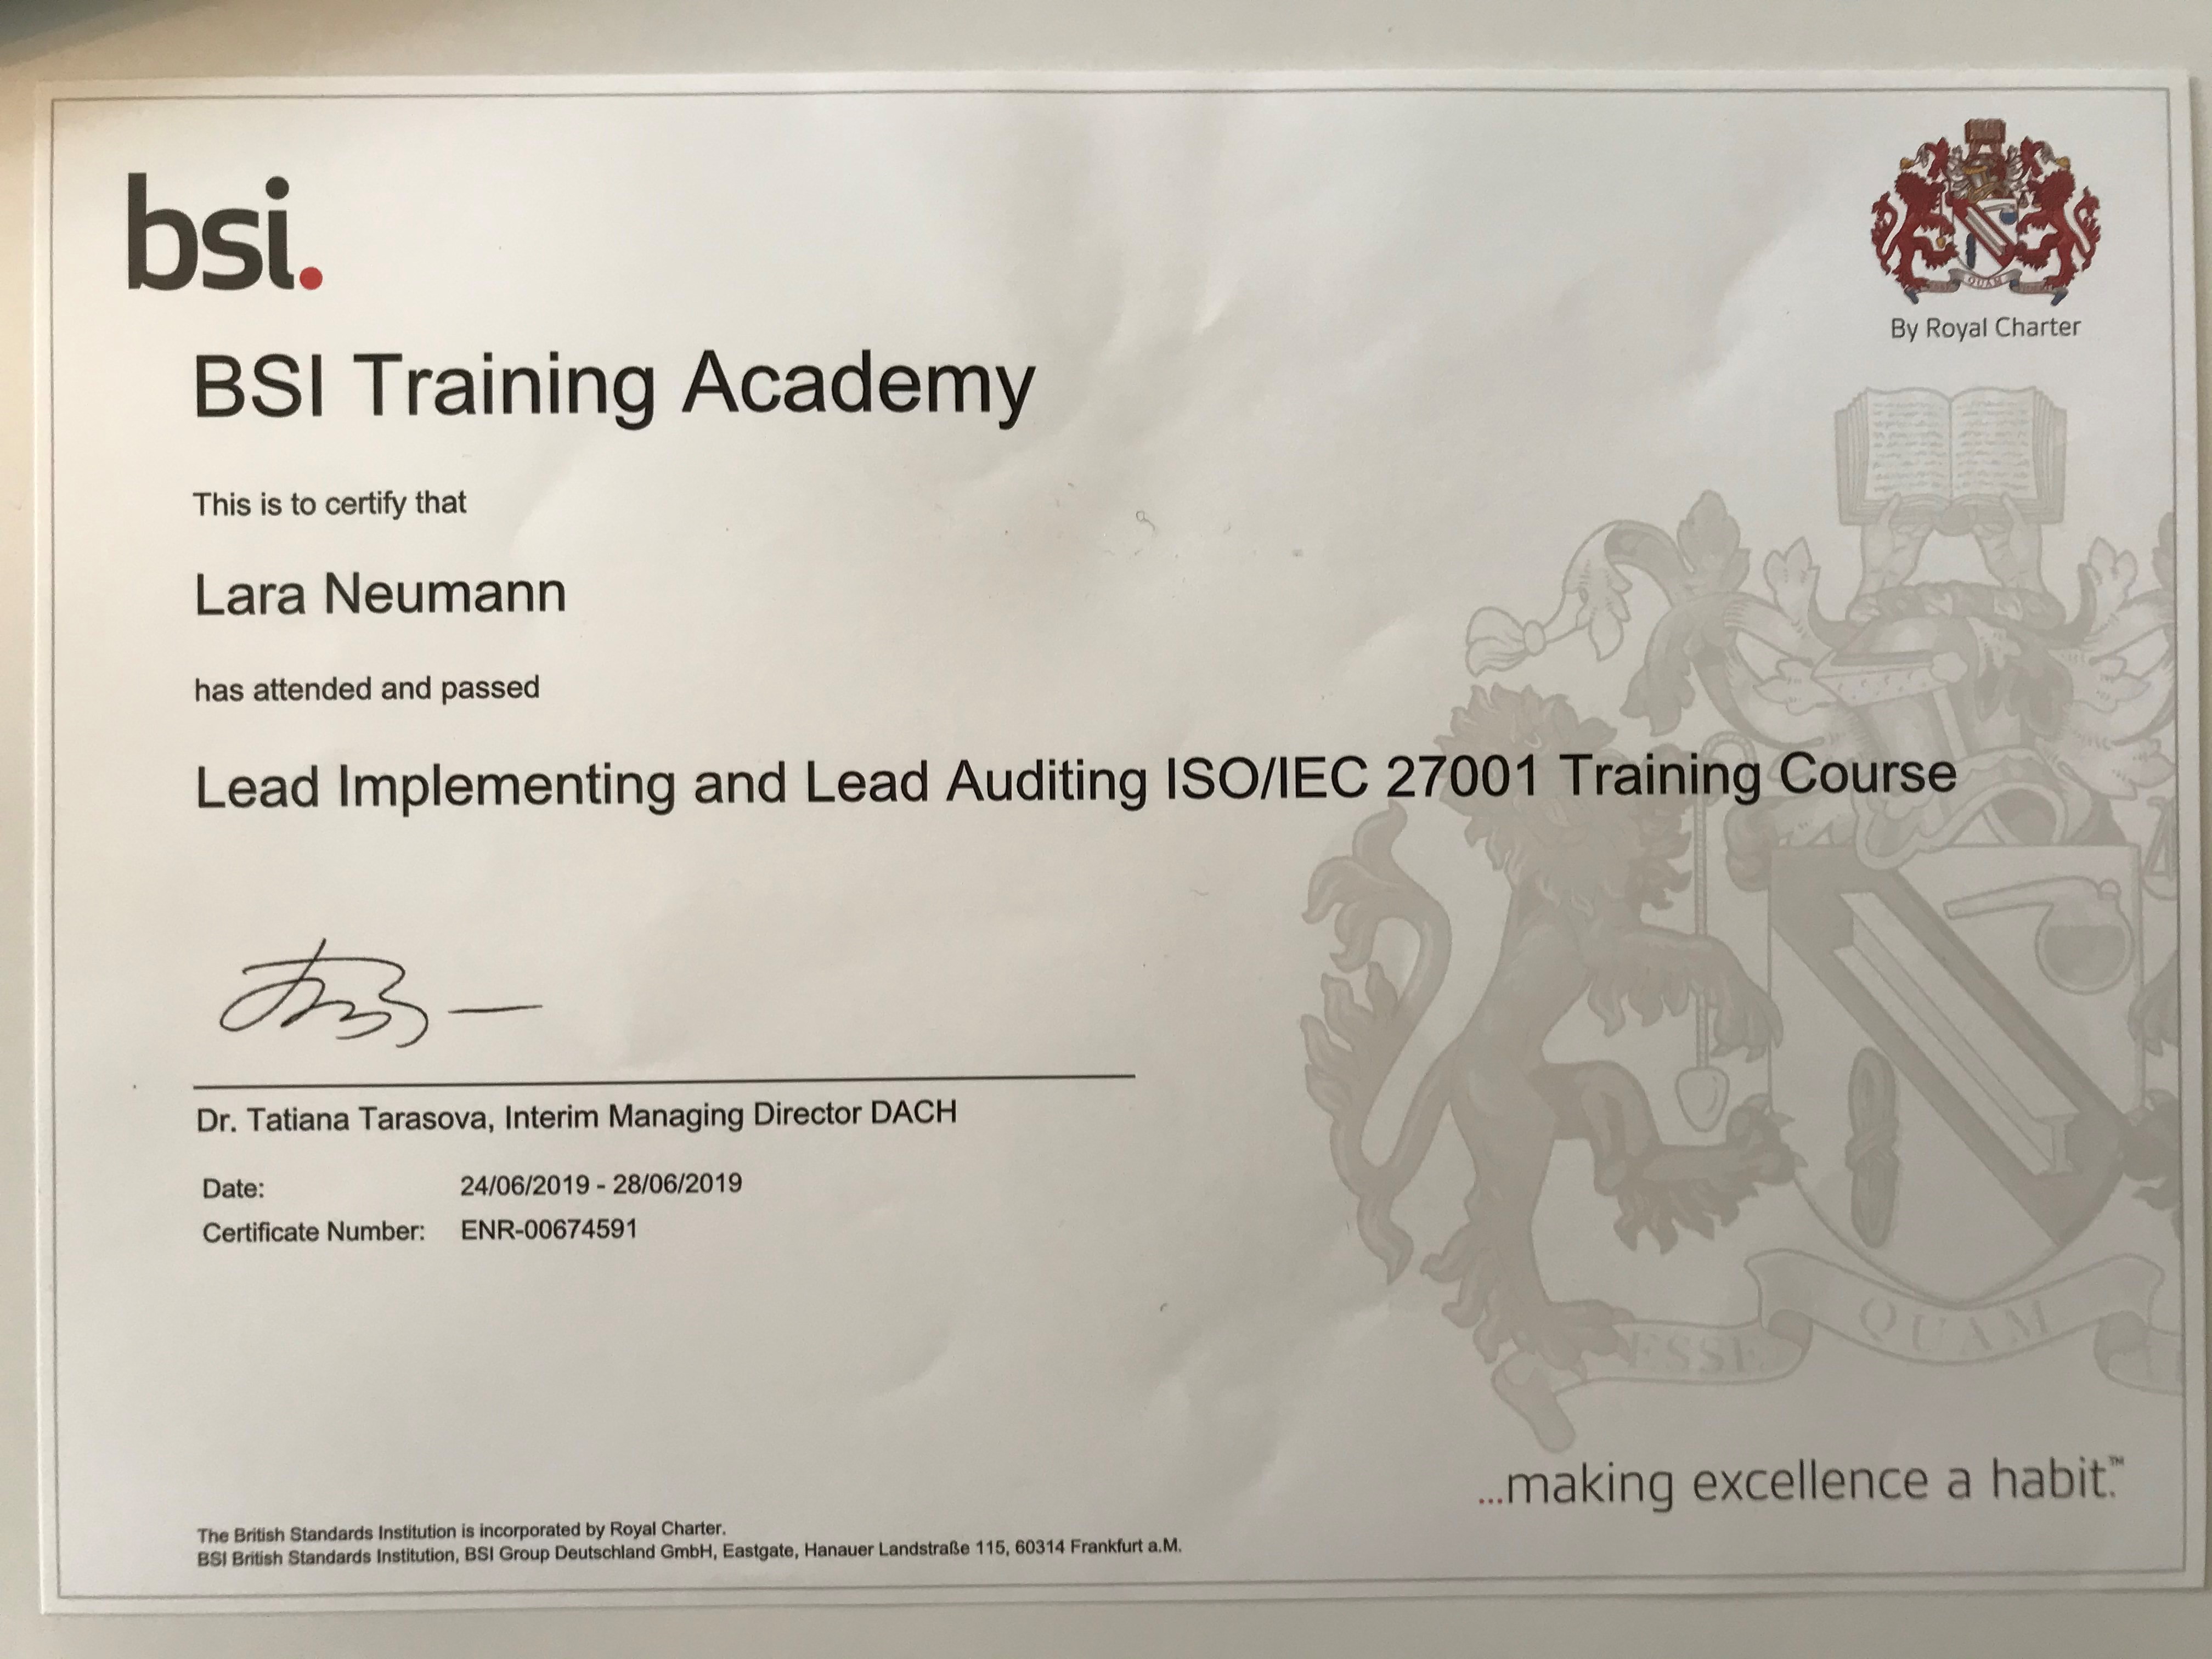 bsi.
By Royal Charter
BSI Training Academy
This is to certify that
Lara Neumann
has attended and passed
Lead Implementing and Lead Auditing ISO/IEC 27001 Training Course
Dr. Tatiana Tarasova, Interim Managing Director DACH
Date: 24/06/2019 - 28/06/2019
Certificate Number: ENR-00674591
ESSE QUAM
...making excellence a habit.™
The British Standards Institution is incorporated by Royal Charter.
BSI British Standards Institution, BSI Group Deutschland GmbH, Eastgate, Hanauer Landstraße 115, 60314 Frankfurt a.M.